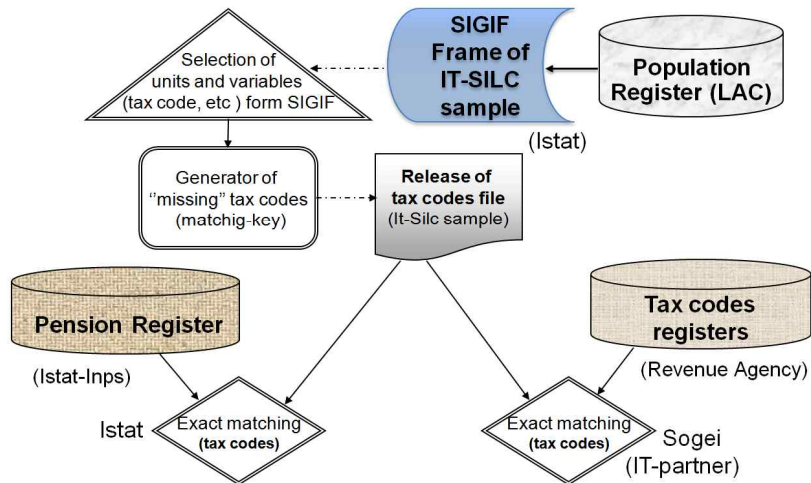 SIGIF
Frame of
IT-SILC
sample
Population
Register (LAC)
Selection of
units and variables
(tax code, etc ) form SIGIF
(Istat)
Generator of
‘’missing” tax codes
(matchig-key)
Release of
tax codes file
(It-Silc sample)
Pension Register
(Istat-Inps)
Tax codes
registers
(Revenue Agency)
Istat
Exact matching
(tax codes)
Exact matching
(tax codes)
Sogei
(IT-partner)